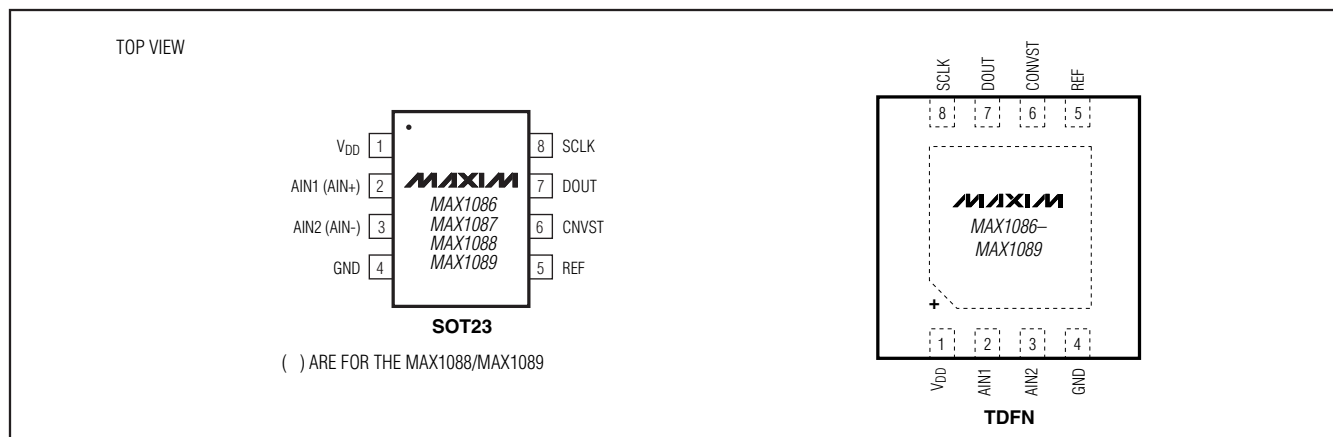 TOP VIEW
VDD 1
AIN1 (AIN+) 2
AIN2 (AIN-) 3
GND 4
MAXIM
MAX1086
MAX1087
MAX1088
MAX1089
8 SCLK
7 DOUT
6 CNVST
5 REF
SOT23
( ) ARE FOR THE MAX1088/MAX1089
SCLK DOUT CONVST REF
8 7 6 5
MAXIM
MAX1086–
MAX1089
+
1 2 3 4
VDD AIN1 AIN2 GND
TDFN